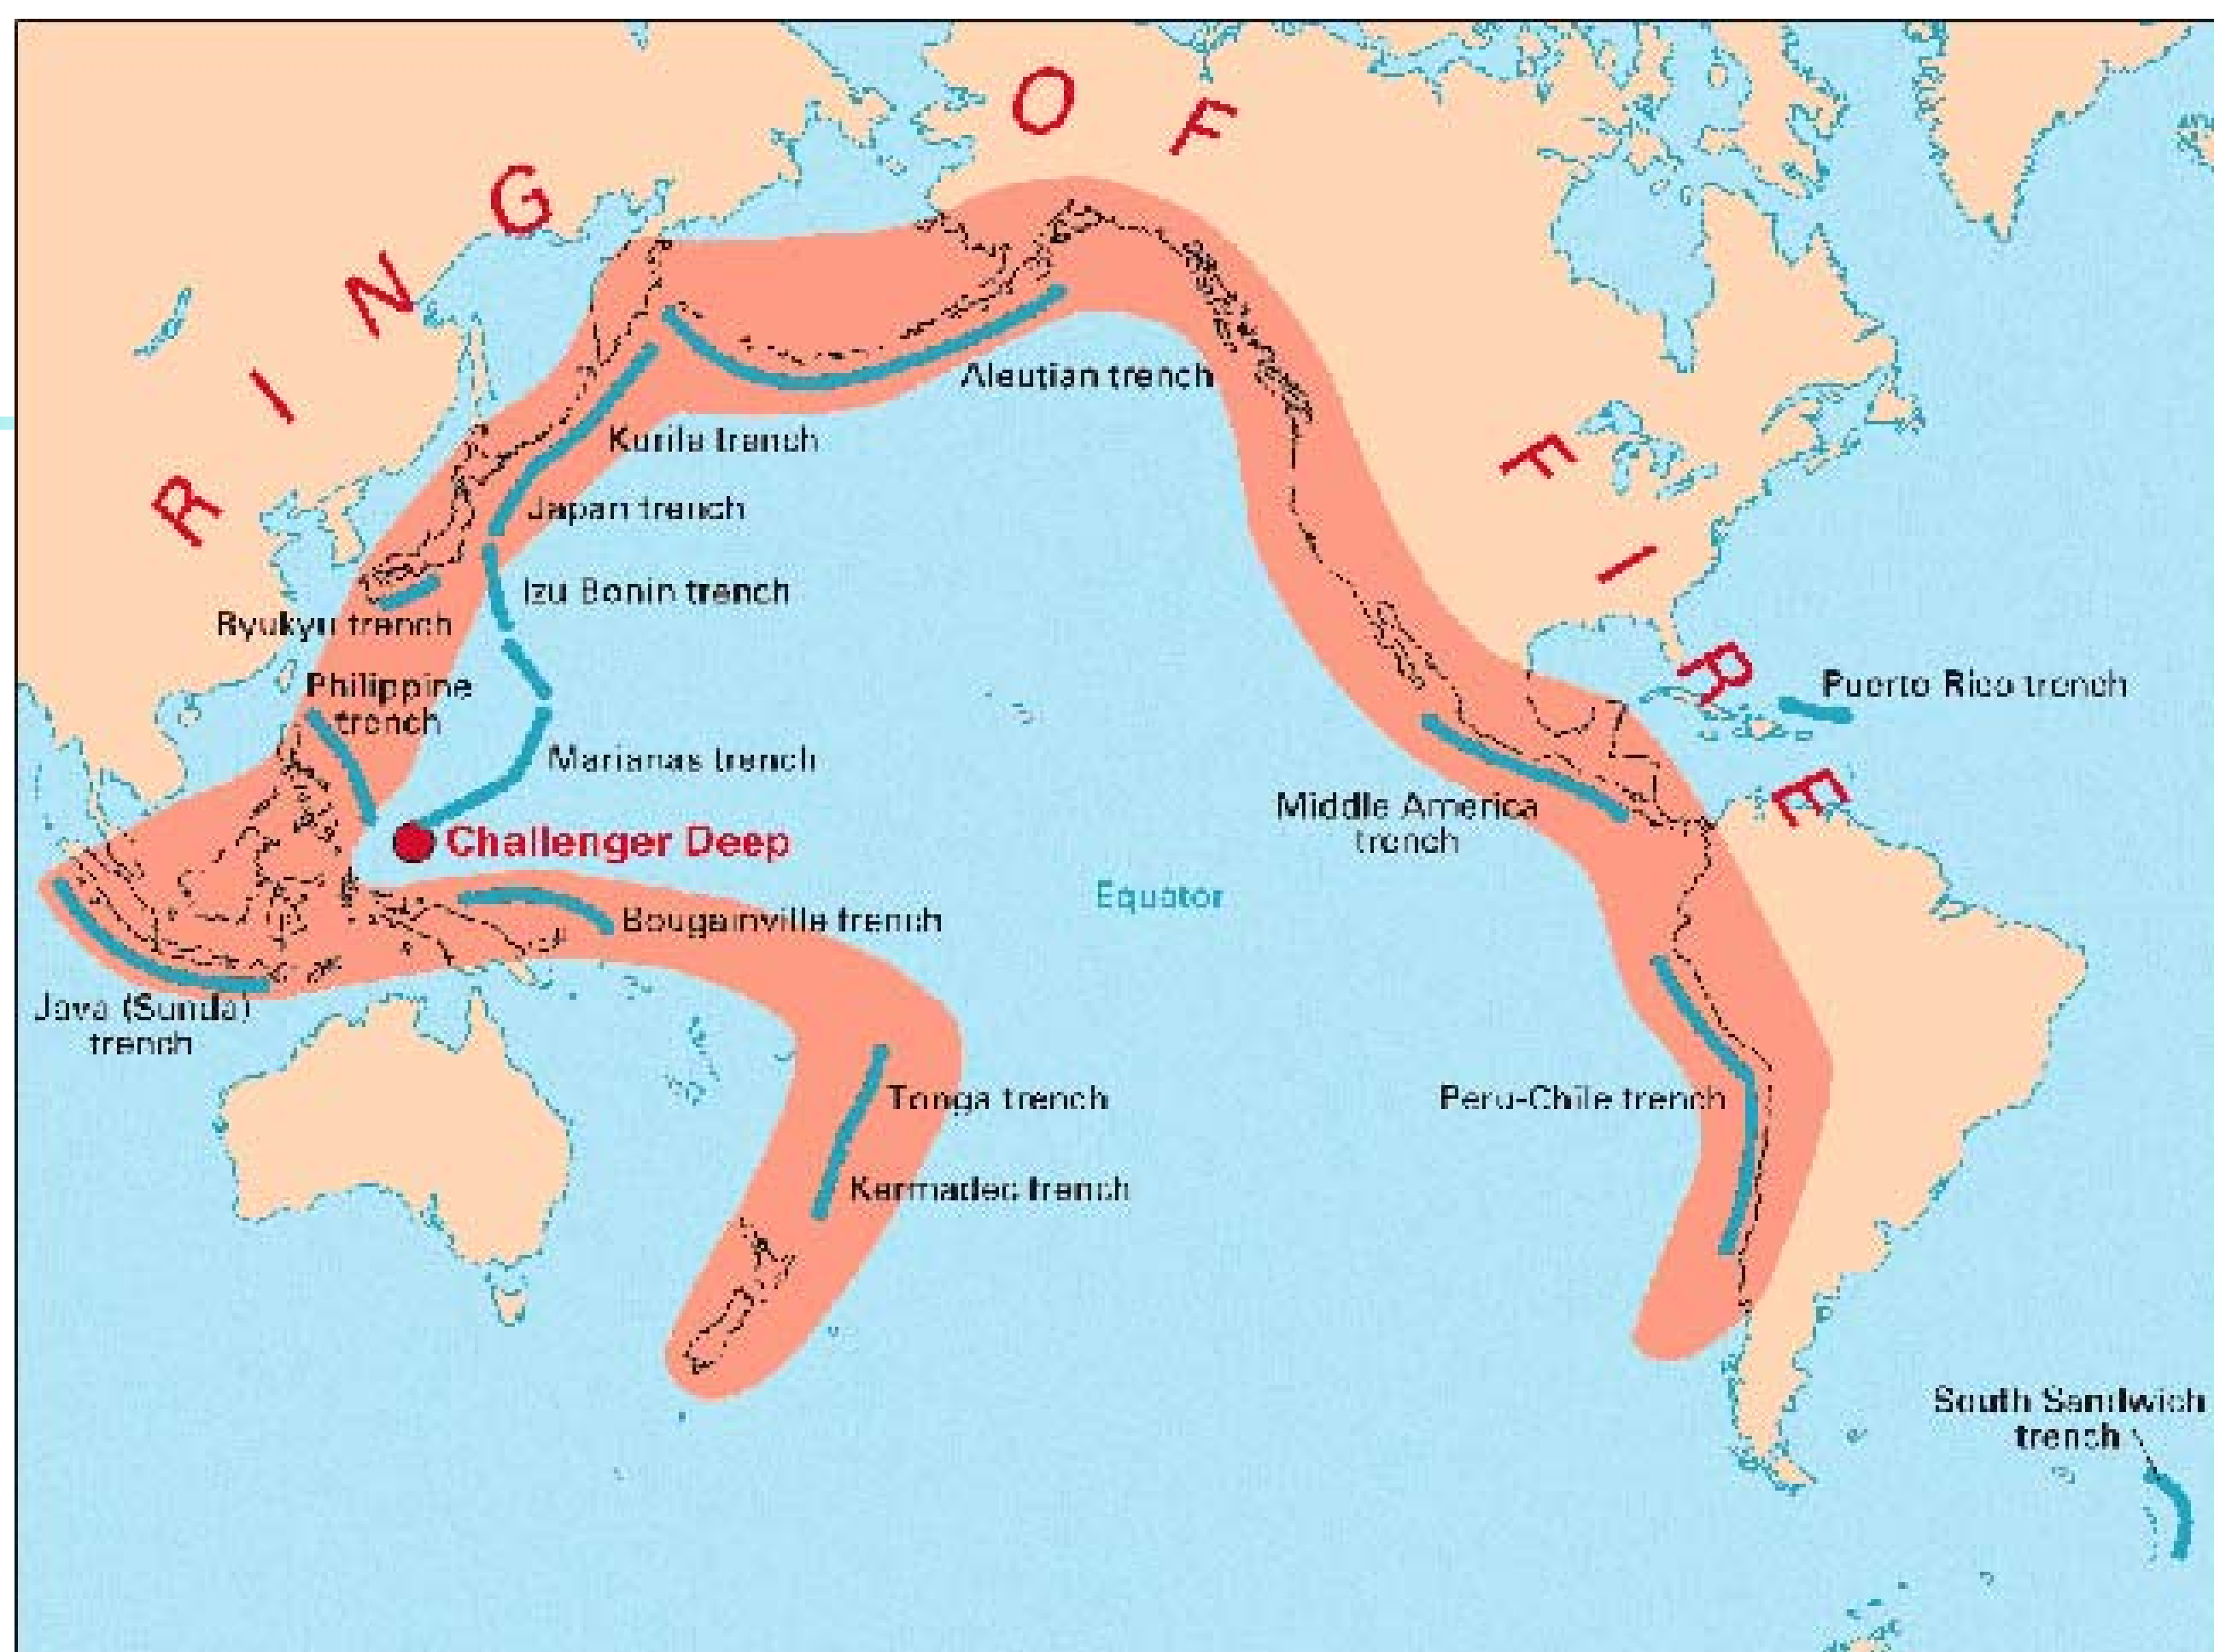 RING OF FIRE
Aleutian trench
Kurile trench
Japan trench
Izu Bonin trench
Ryukyu trench
Philippine
trench
Marianas trench
Challenger Deep
Bougainville trench
Java (Sunda)
trench
Tonga trench
Kermadec trench
Equator
Middle America
trench
Puerto Rico trench
Peru-Chile trench
South Sandwich
trench